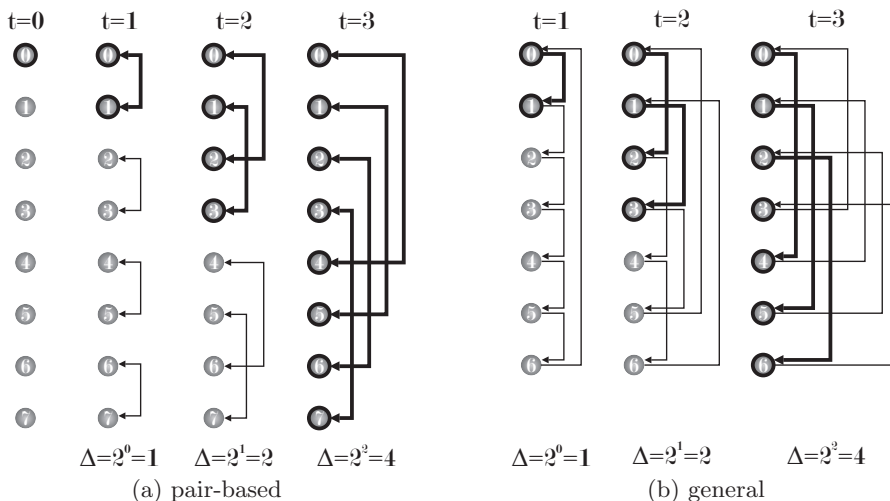 t=0 t=1 t=2 t=3
0 0 0 0
1 1 1 1
2 2 2 2
3 3 3 3
4 4 4 4
5 5 5 5
6 6 6 6
7 7 7 7
Δ=2⁰=1 Δ=2¹=2 Δ=2²=4
(a) pair-based
t=1 t=2 t=3
0 0 0
1 1 1
2 2 2
3 3 3
4 4 4
5 5 5
6 6 6
Δ=2⁰=1 Δ=2¹=2 Δ=2²=4
(b) general